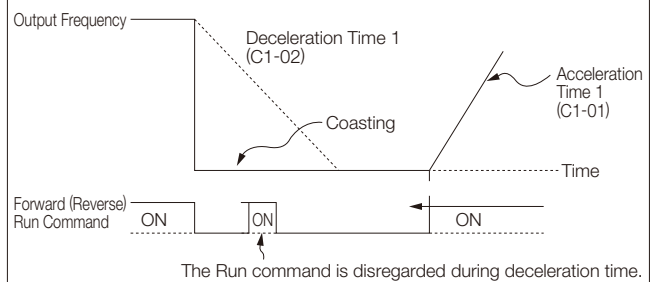 Output Frequency
Deceleration Time 1
(C1-02)
Acceleration
Time 1
(C1-01)
Coasting
Time
Forward (Reverse)
Run Command
ON
ON
ON
The Run command is disregarded during deceleration time.